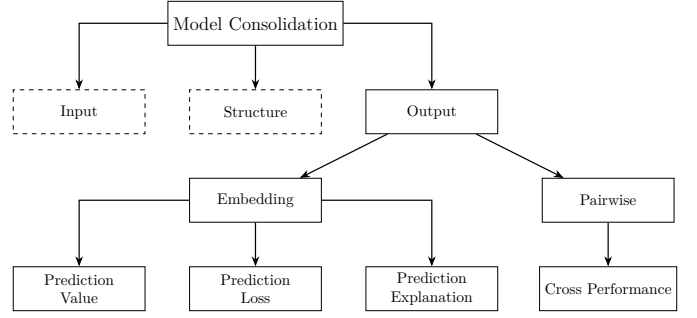 Model Consolidation
Input
Structure
Output
Embedding
Pairwise
Prediction
Value
Prediction
Loss
Prediction
Explanation
Cross Performance